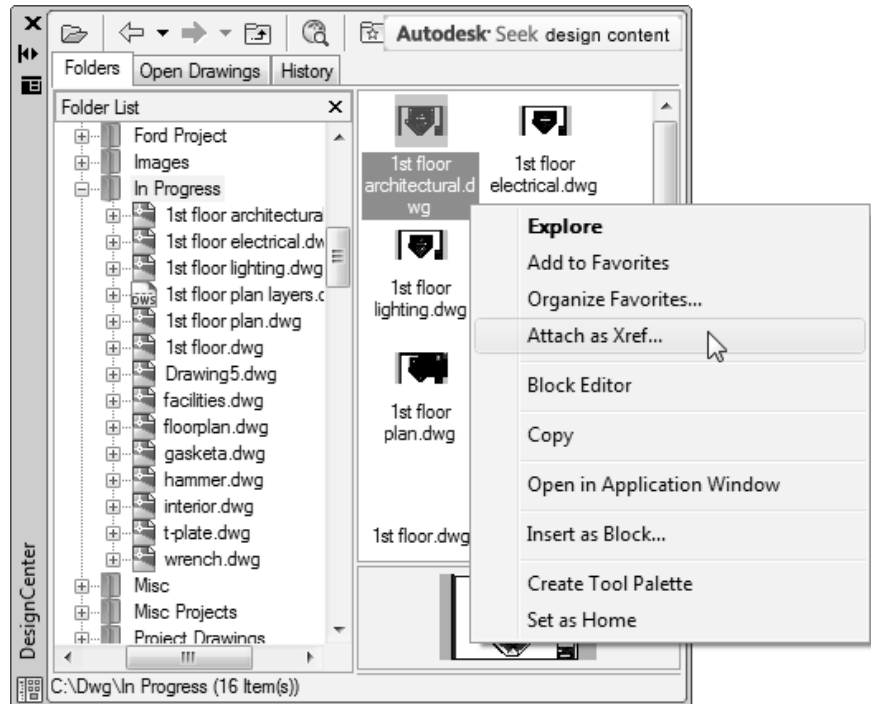 Autodesk Seek design content
Folders
Open Drawings
History
Folder List
Ford Project
Images
In Progress
1st floor architectura
1st floor electrical.dw
1st floor lighting.dwg
DWS
1st floor plan layers.d
1st floor plan.dwg
1st floor.dwg
Drawing5.dwg
facilities.dwg
floorplan.dwg
gasketa.dwg
hammer.dwg
interior.dwg
t-plate.dwg
wrench.dwg
Misc
Misc Projects
Project Drawings
1st floor
architectural.d
wg
1st floor
electrical.dwg
1st floor
lighting.dwg
1st floor
plan.dwg
1st floor.dwg
Explore
Add to Favorites
Organize Favorites...
Attach as Xref...
Block Editor
Copy
Open in Application Window
Insert as Block...
Create Tool Palette
Set as Home
DesignCenter
C:\Dwg\In Progress (16 Item(s))